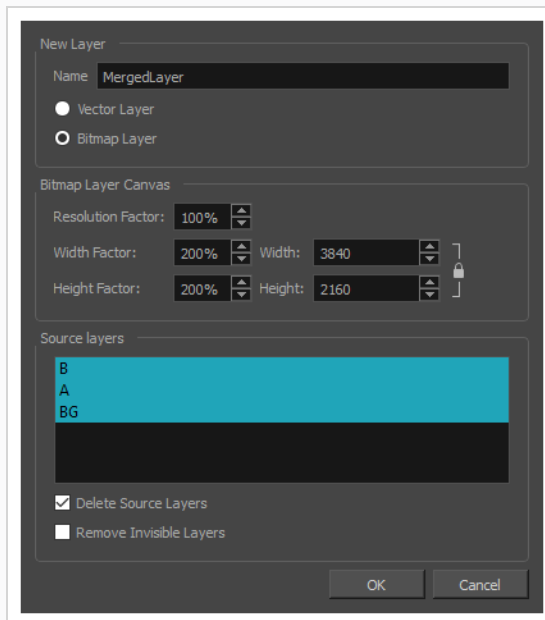 New Layer
Name MergedLayer
Vector Layer
Bitmap Layer
Bitmap Layer Canvas
Resolution Factor: 100%
Width Factor: 200% Width: 3840
Height Factor: 200% Height: 2160
Source layers
B
A
BG
Delete Source Layers
Remove Invisible Layers
OK Cancel